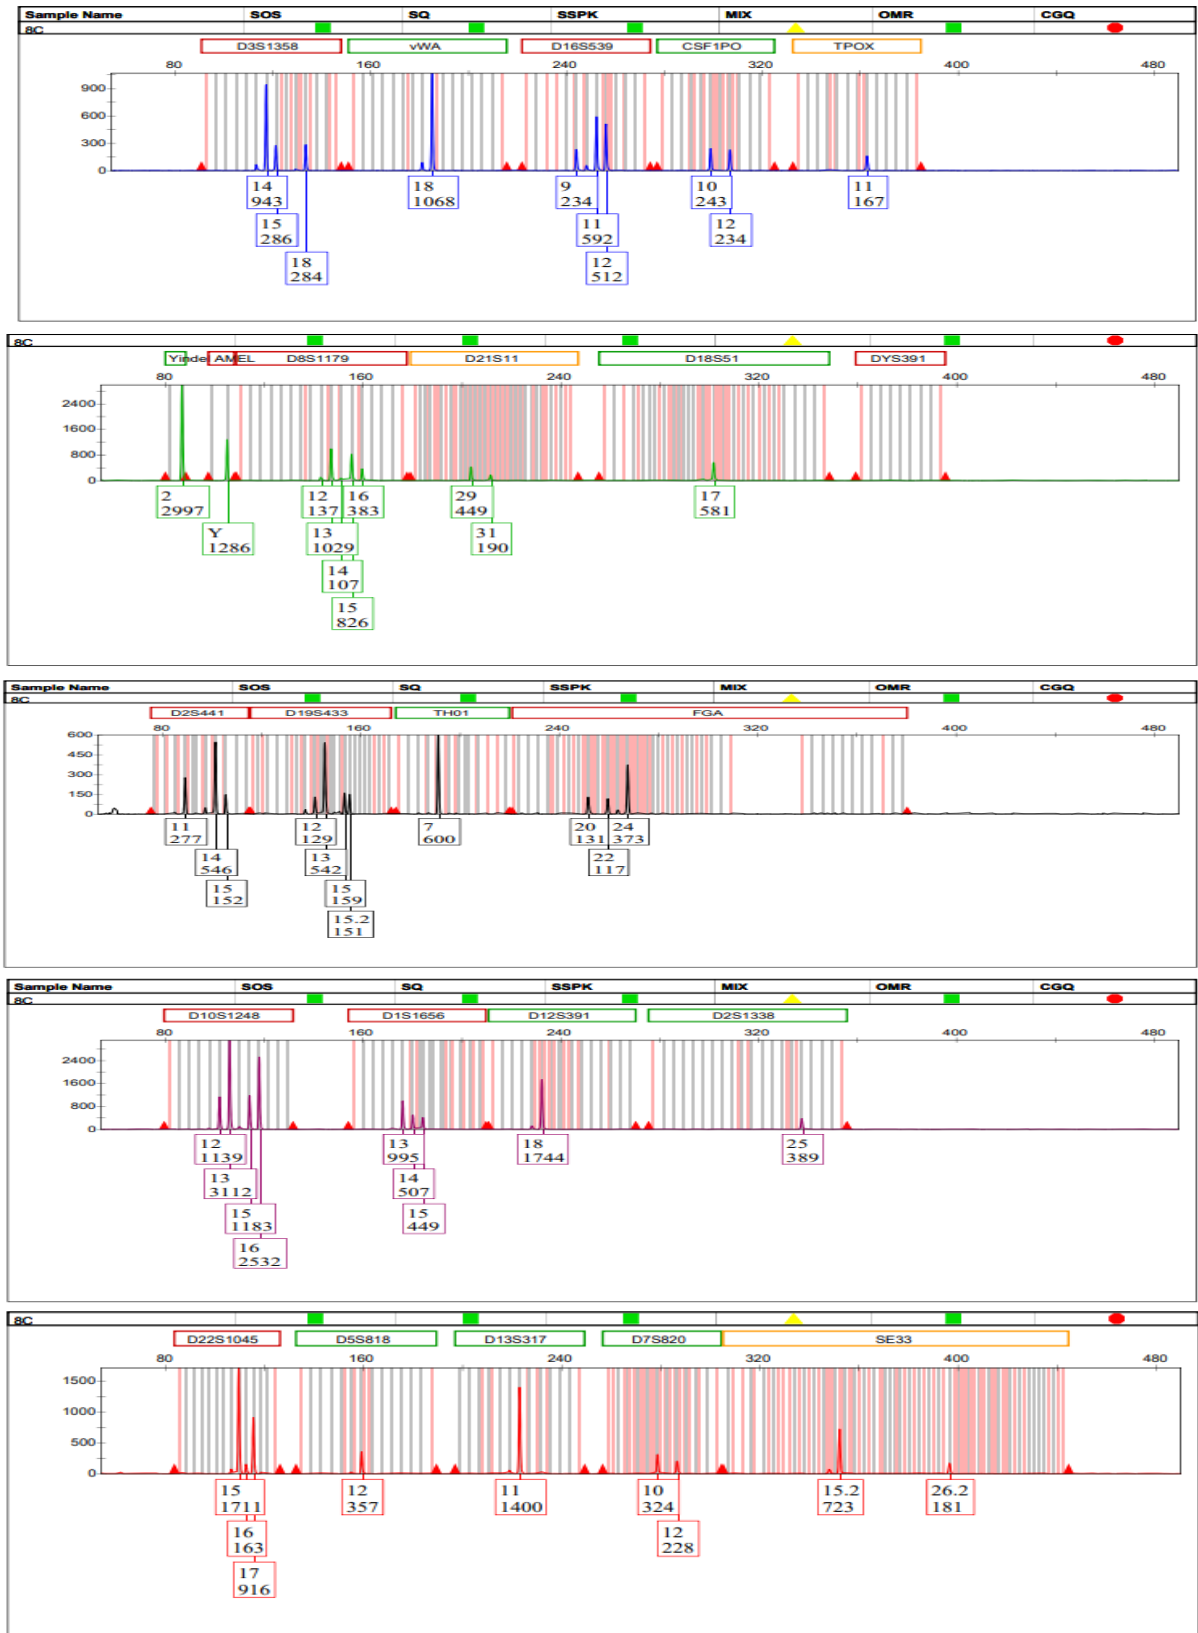 Sample Name SOS SQ SSPK MIX OMR CGQ
8C
D3S1358 vWA D16S539 CSF1PO TPOX
80 160 240 320 400 480
900
600
300
0
14 18 9 10 11
943 1068 234 243 167
15 11 12
286 592 234
18 12
284 512
8C
Yinde AMEL D8S1179 D21S11 D18S51 DYS391
80 160 240 320 400 480
2400
1600
800
0
2 12 16 29 17
2997 137 383 449 581
Y 13 31
1286 1029 190
14
107
15
826
Sample Name SOS SQ SSPK MIX OMR CGQ
8C
D2S441 D19S433 TH01 FGA
80 160 240 320 400 480
600
450
300
150
0
11 12 7 20 24
277 129 600 131 373
14 13 22
546 542 117
15 15
152 159
15.2
151
Sample Name SOS SQ SSPK MIX OMR CGQ
8C
D10S1248 D1S1656 D12S391 D2S1338
80 160 240 320 400 480
2400
1600
800
0
12 13 18 25
1139 995 1744 389
13 14
3112 507
15 15
1183 449
16
2532
8C
D22S1045 D5S818 D13S317 D7S820 SE33
80 160 240 320 400 480
1500
1000
500
0
15 12 11 10 15.2 26.2
1711 357 1400 324 723 181
16 12
163 228
17
916